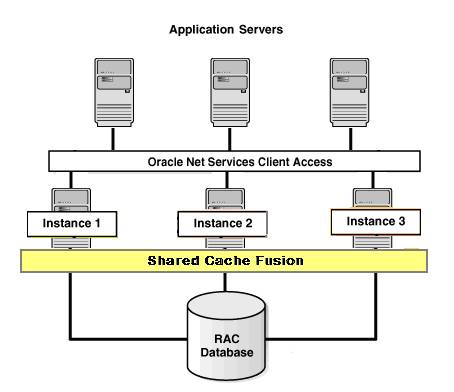 Application Servers
Oracle Net Services Client Access
Instance 1
Instance 2
Instance 3
Shared Cache Fusion
RAC
Database